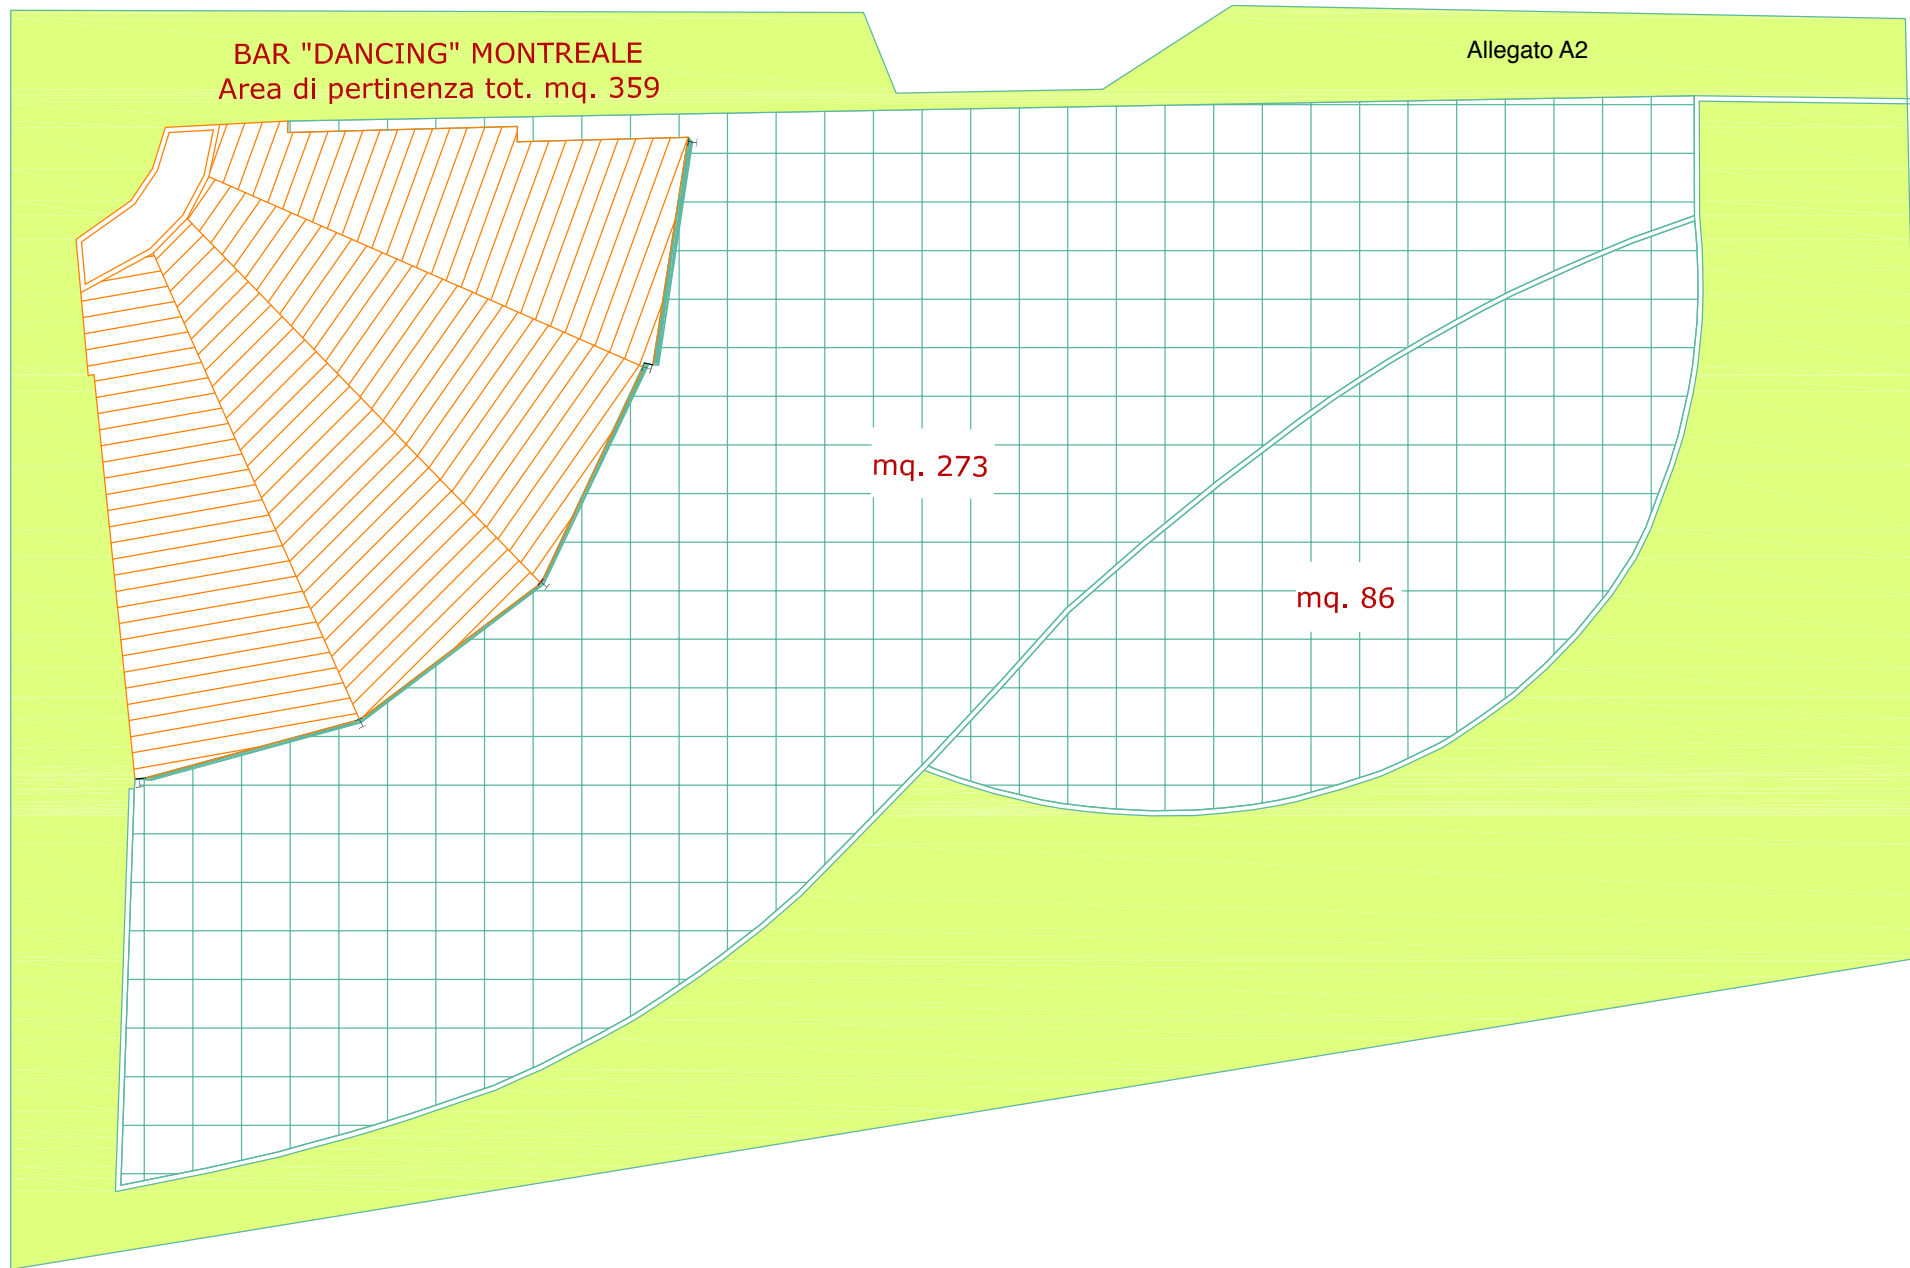 BAR "DANCING" MONTREALE
Area di pertinenza tot. mq. 359
Allegato A2
mq. 273
mq. 86